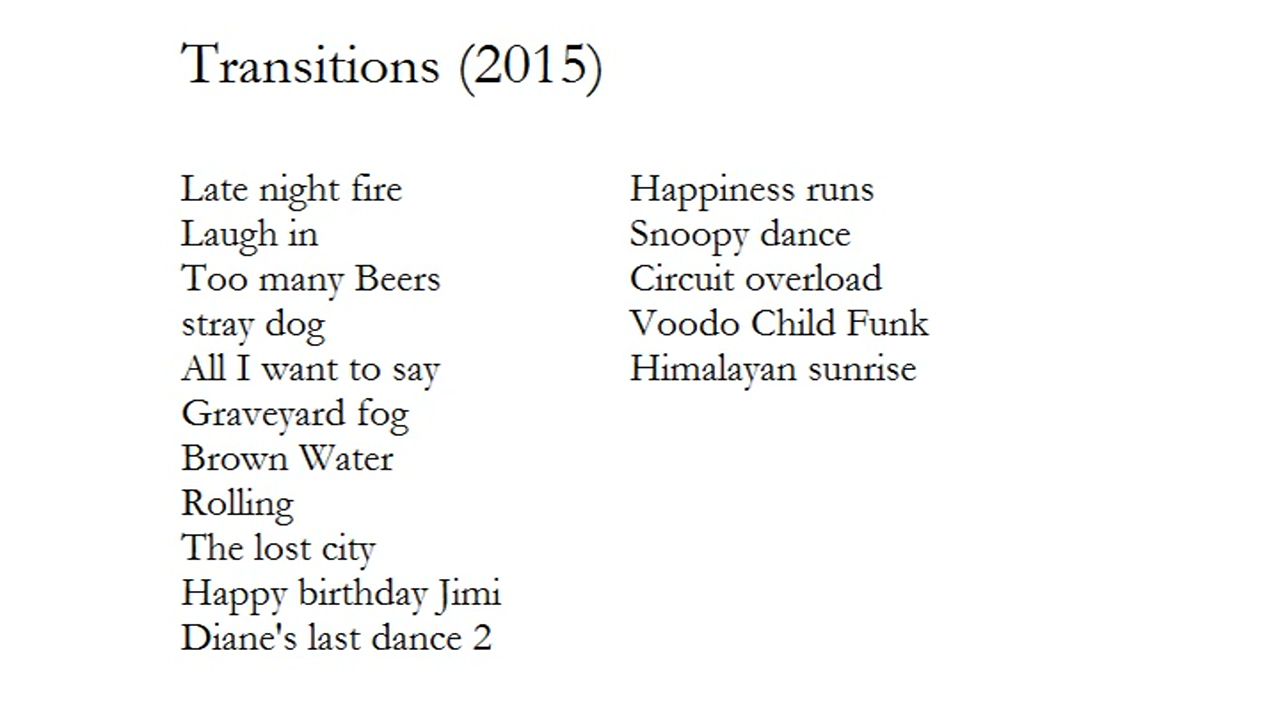 Transitions (2015)
Late night fire
Laugh in
Too many Beers
stray dog
All I want to say
Graveyard fog
Brown Water
Rolling
The lost city
Happy birthday Jimi
Diane's last dance 2
Happiness runs
Snoopy dance
Circuit overload
Voodo Child Funk
Himalayan sunrise